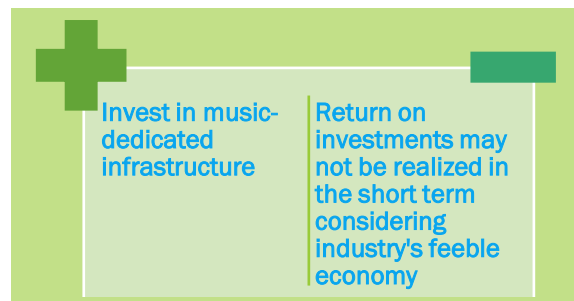 Invest in music-
dedicated
infrastructure
Return on
investments may
not be realized in
the short term
considering
industry's feeble
economy